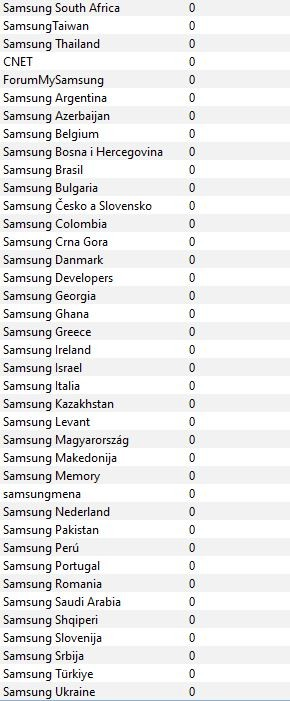 Samsung South Africa 0
SamsungTaiwan 0
Samsung Thailand 0
CNET 0
ForumMySamsung 0
Samsung Argentina 0
Samsung Azerbaijan 0
Samsung Belgium 0
Samsung Bosna i Hercegovina 0
Samsung Brasil 0
Samsung Bulgaria 0
Samsung Česko a Slovensko 0
Samsung Colombia 0
Samsung Crna Gora 0
Samsung Danmark 0
Samsung Developers 0
Samsung Georgia 0
Samsung Ghana 0
Samsung Greece 0
Samsung Ireland 0
Samsung Israel 0
Samsung Italia 0
Samsung Kazakhstan 0
Samsung Levant 0
Samsung Magyarország 0
Samsung Makedonija 0
Samsung Memory 0
samsungmena 0
Samsung Nederland 0
Samsung Pakistan 0
Samsung Perú 0
Samsung Portugal 0
Samsung Romania 0
Samsung Saudi Arabia 0
Samsung Shqiperi 0
Samsung Slovenija 0
Samsung Srbija 0
Samsung Türkiye 0
Samsung Ukraine 0